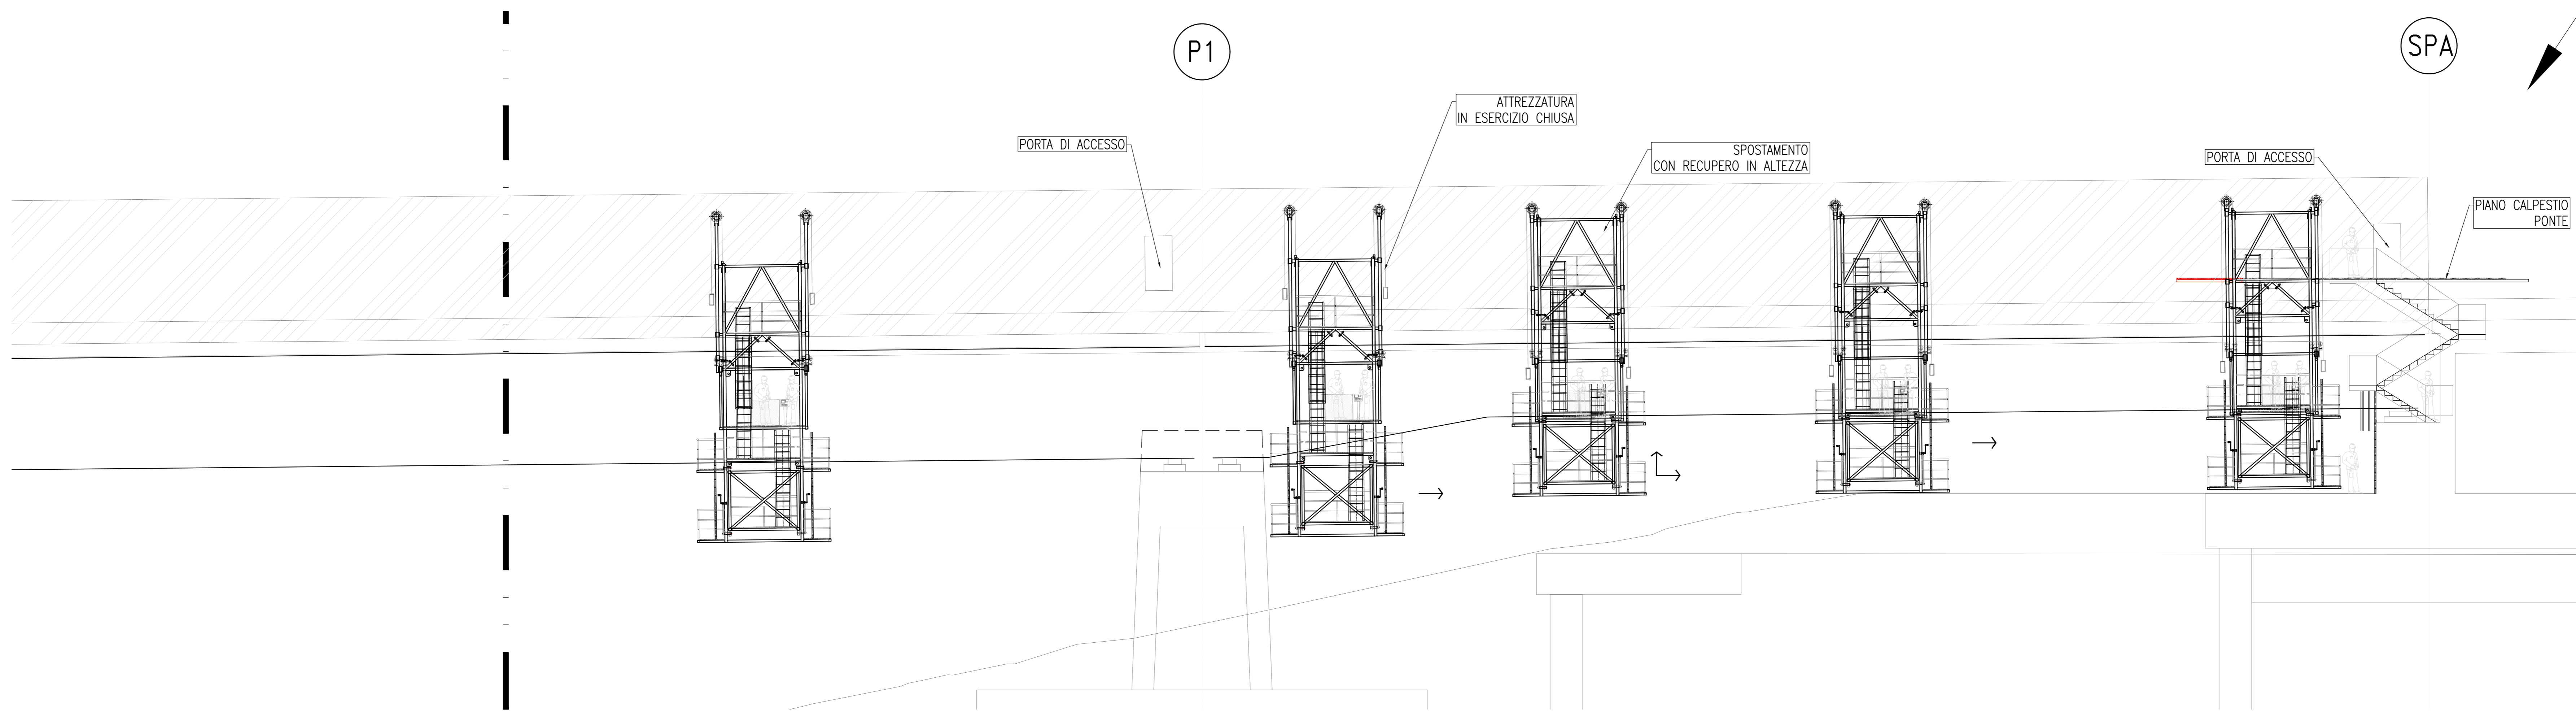 P1
SPA
ATTREZZATURA
IN ESERCIZIO CHIUSA
PORTA DI ACCESSO
SPOSTAMENTO
CON RECUPERO IN ALTEZZA
PORTA DI ACCESSO
PIANO CALPESTIO
PONTE